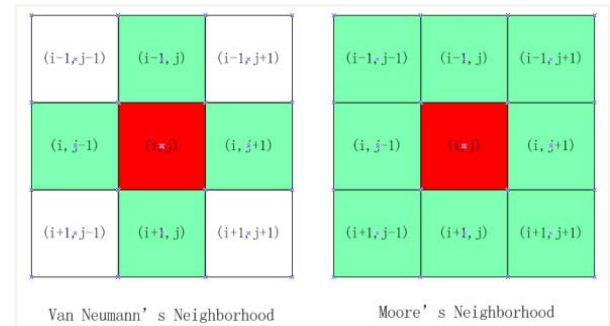 (i-1, j-1) (i-1, j) (i-1, j+1) (i-1, j-1) (i-1, j) (i-1, j+1)
(i, j-1) (i, j) (i, j+1) (i, j-1) (i, j) (i, j+1)
(i+1, j-1) (i+1, j) (i+1, j+1) (i+1, j-1) (i+1, j) (i+1, j+1)
Van Neumann’s Neighborhood Moore’s Neighborhood